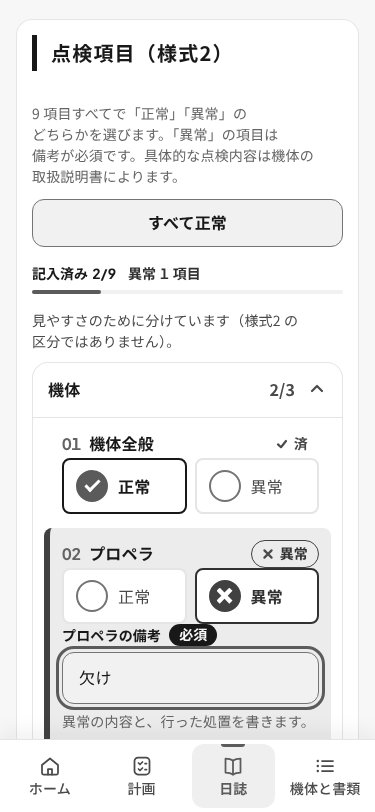 点検項目（様式2）
9 項目すべてで「正常」「異常」の
どちらかを選びます。「異常」の項目は
備考が必須です。具体的な点検内容は機体の
取扱説明書によります。
すべて正常
記入済み 2/9 異常 1 項目
見やすさのために分けています（様式2 の
区分ではありません）。
機体 2/3
01 機体全般 済
正常 異常
02 プロペラ 異常
正常 異常
プロペラの備考 必須
欠け
異常の内容と、行った処置を書きます。
ホーム 計画 日誌 機体と書類